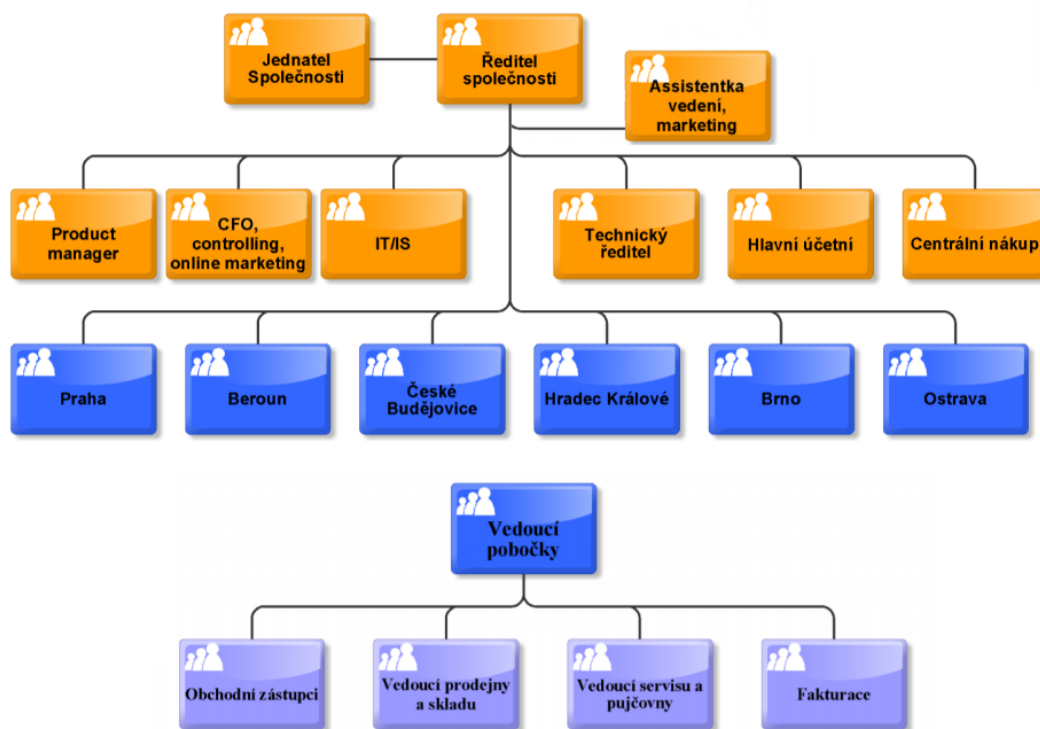 Jednatel
Společnosti
Ředitel
společnosti
Assistentka
vedení,
marketing
Product
manager
CFO,
controlling,
online marketing
IT/IS
Technický
ředitel
Hlavní účetní
Centrální nákup
Praha
Beroun
České
Budějovice
Hradec Králové
Brno
Ostrava
Vedoucí
pobočky
Obchodní zástupci
Vedoucí prodejny
a skladu
Vedoucí servisu a
pujčovny
Fakturace